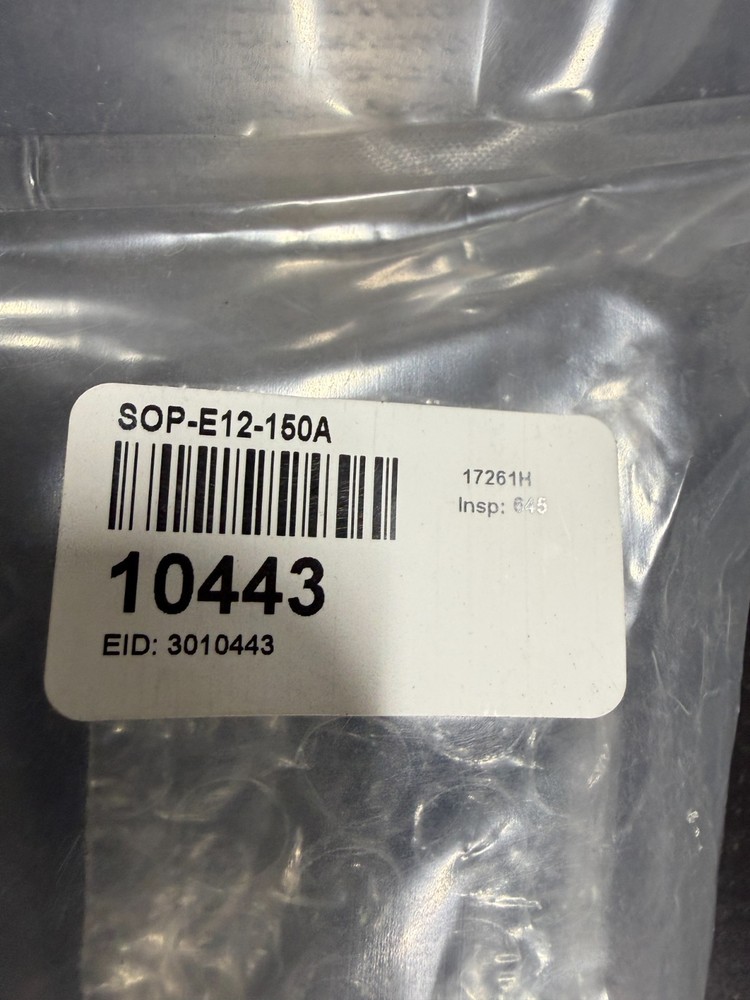 SOP-E12-150A
17261H
Insp: 645
10443
EID: 3010443